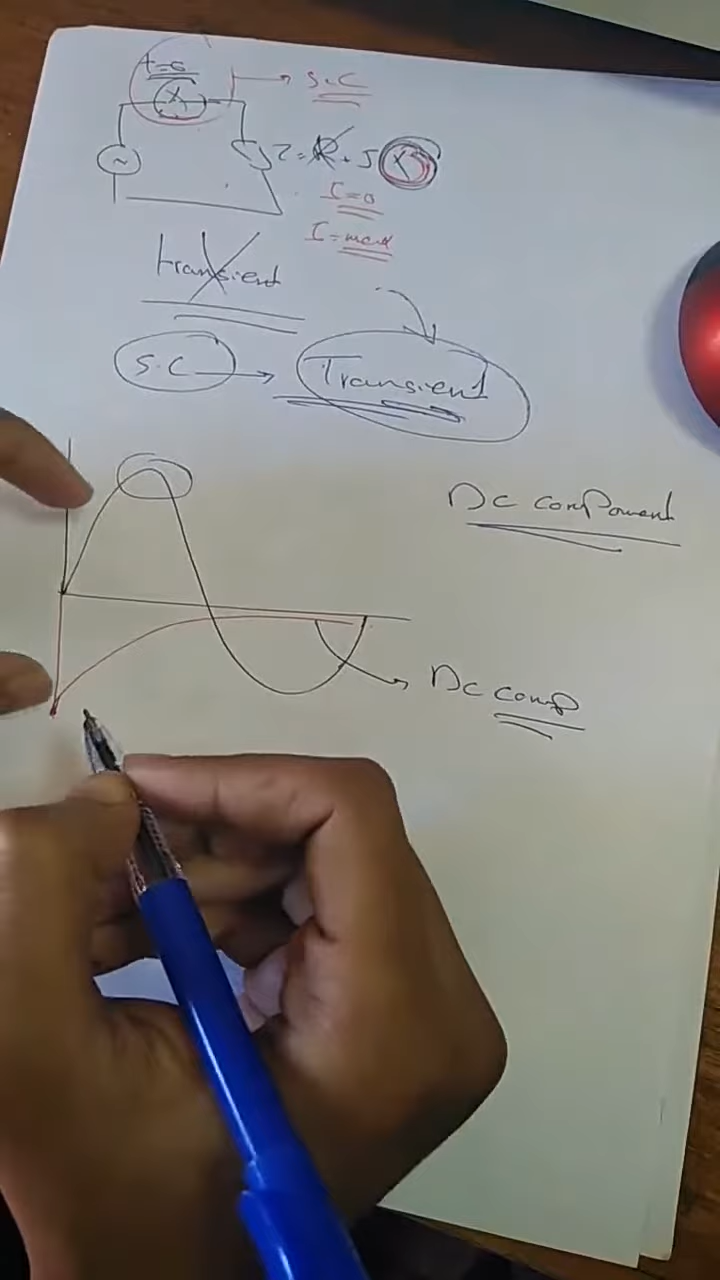 t=0
S.C
Z = R + J X
I=0
I=max
transient
S.C → Transient
Dc component
Dc comp